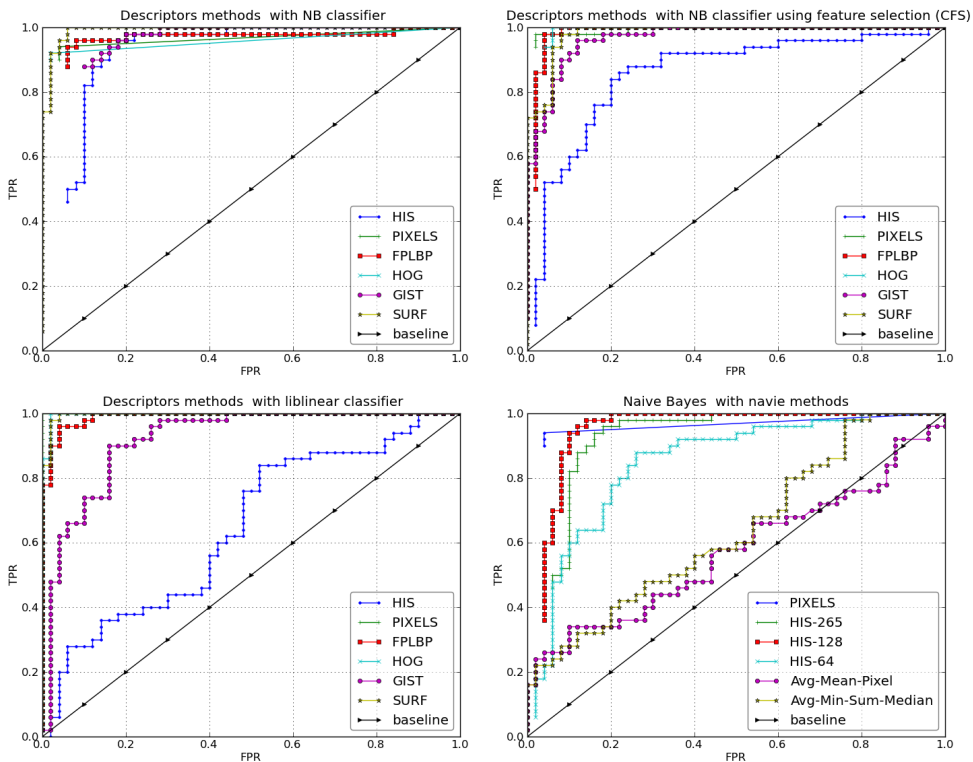 Descriptors methods with NB classifier
TPR
1.0
0.8
0.6
0.4
0.2
0.0
0.0 0.2 0.4 0.6 0.8 1.0
FPR
HIS
PIXELS
FPLBP
HOG
GIST
SURF
baseline
Descriptors methods with NB classifier using feature selection (CFS)
TPR
1.0
0.8
0.6
0.4
0.2
0.0
0.0 0.2 0.4 0.6 0.8 1.0
FPR
HIS
PIXELS
FPLBP
HOG
GIST
SURF
baseline
Descriptors methods with liblinear classifier
TPR
1.0
0.8
0.6
0.4
0.2
0.0
0.0 0.2 0.4 0.6 0.8 1.0
FPR
HIS
PIXELS
FPLBP
HOG
GIST
SURF
baseline
Naive Bayes with navie methods
TPR
1.0
0.8
0.6
0.4
0.2
0.0
0.0 0.2 0.4 0.6 0.8 1.0
FPR
PIXELS
HIS-265
HIS-128
HIS-64
Avg-Mean-Pixel
Avg-Min-Sum-Median
baseline